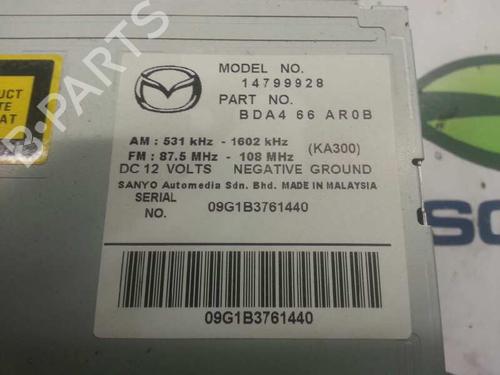 MODEL NO.
14799928
PART NO.
BDA4 66 AR0B
AM : 531 kHz - 1602 kHz
FM : 87.5 MHz - 108 MHz
(KA300)
DC 12 VOLTS NEGATIVE GROUND
SANYO Automedia Sdn. Bhd. MADE IN MALAYSIA
SERIAL
NO.
09G1B3761440
09G1B3761440
B-PARTS